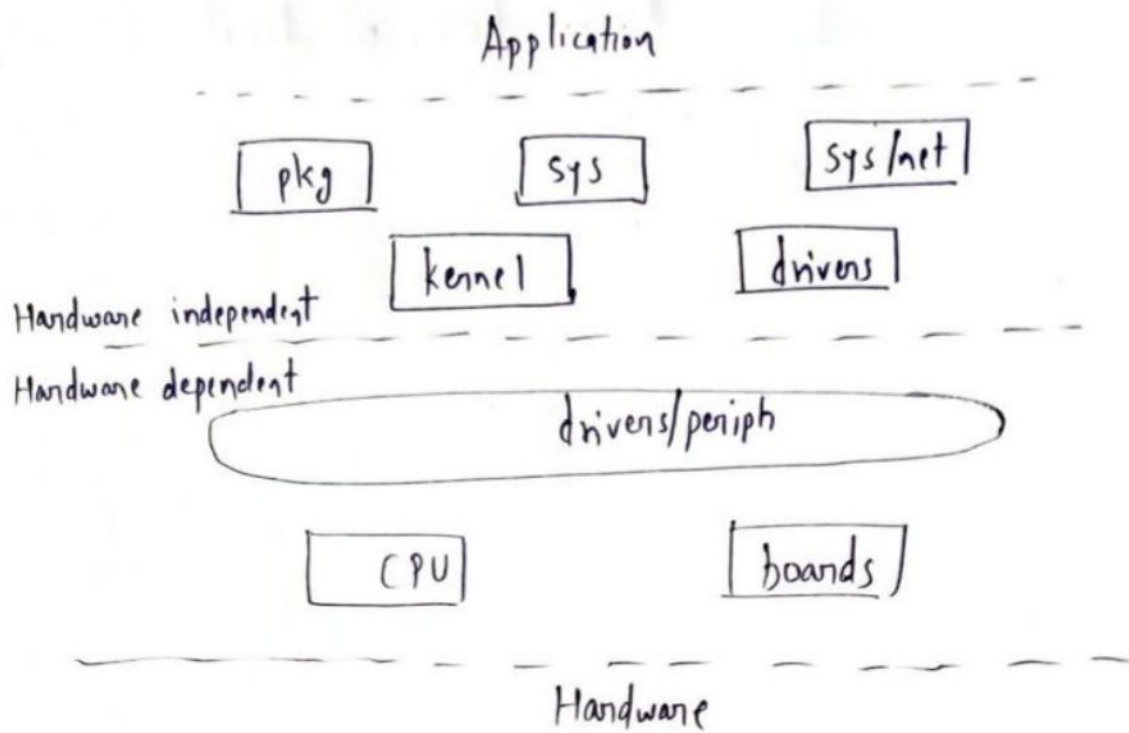 Application
pkg
sys
sys/net
kernel
drivers
Hardware independent
Hardware dependent
drivers/periph
CPU
boards
Hardware